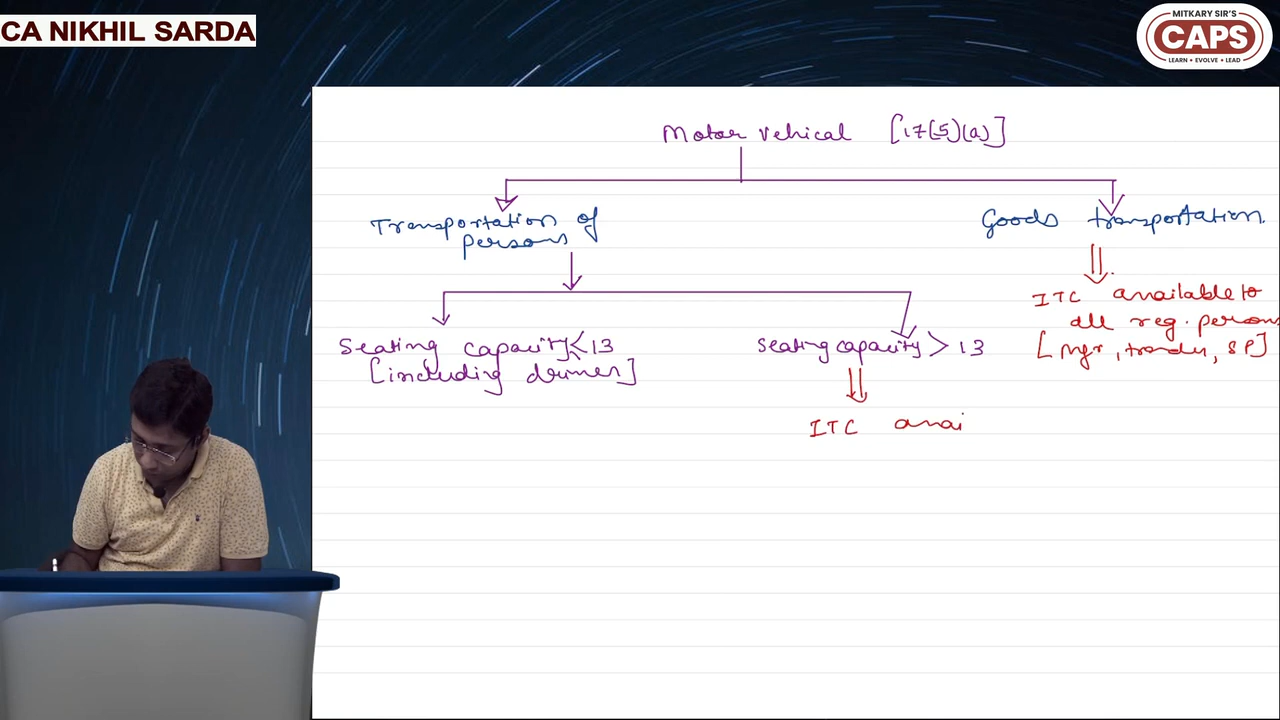 CA NIKHIL SARDA
MITKARY SIR'S
CAPS
LEARN • EVOLVE • LEAD
Motor vehical [17(5)(a)]
Transportation of
persons
Goods transportation.
ITC available to
all reg. person
[Mfr, trader, SP]
Seating capacity ≤ 13
[including driver]
Seating capacity > 13
ITC avai